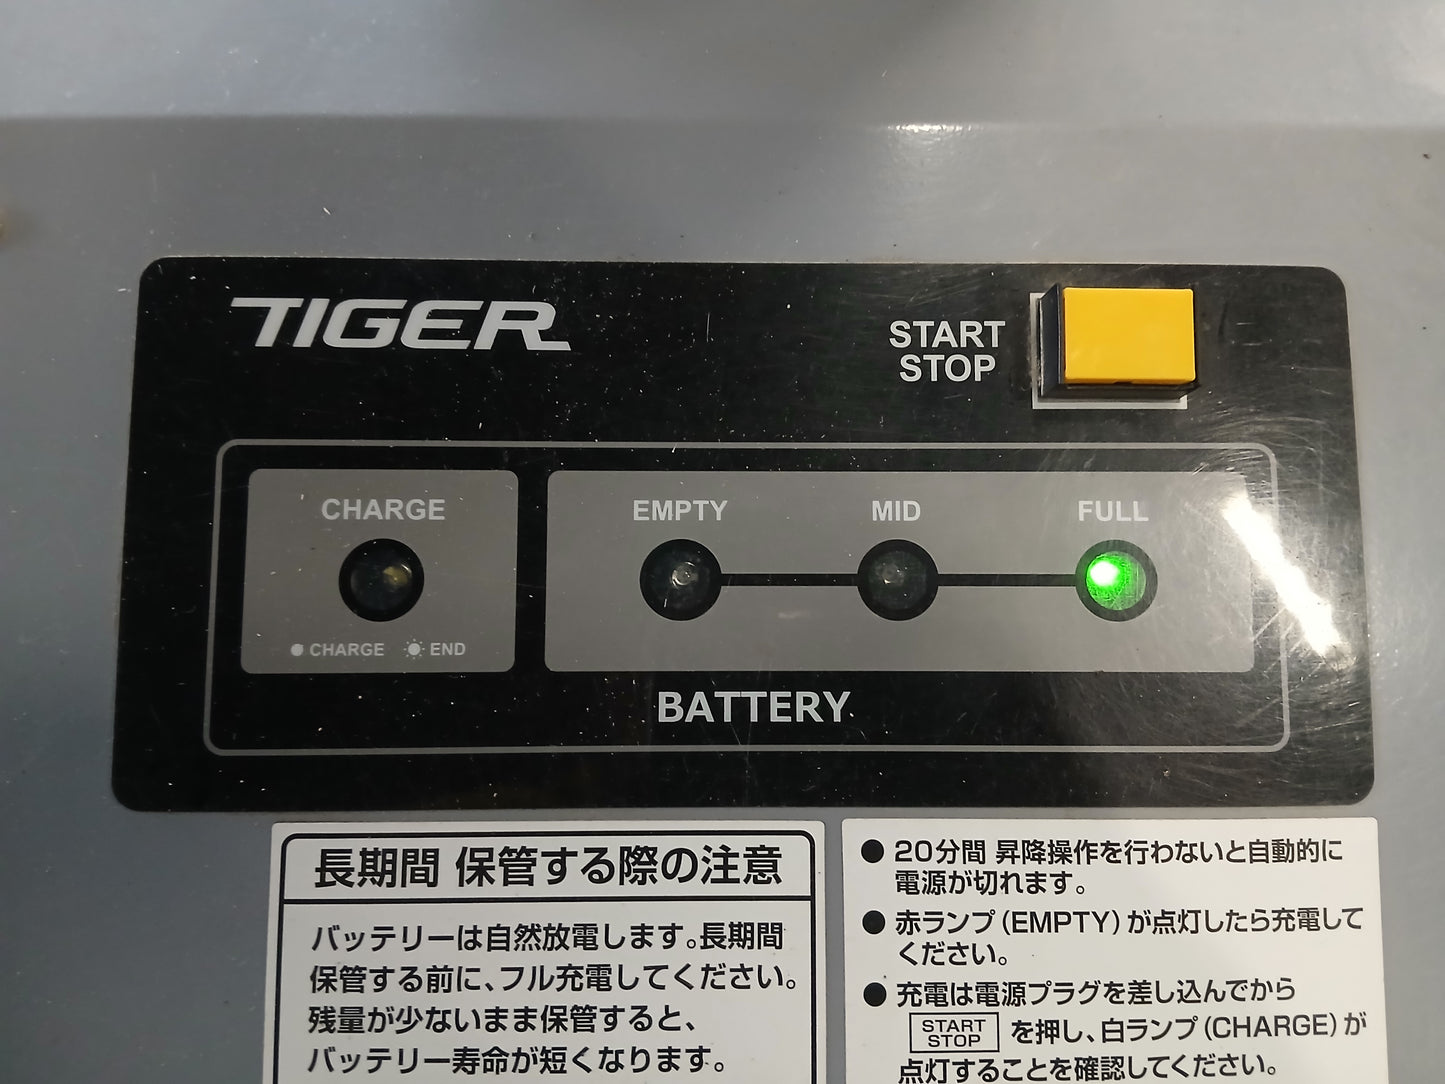 TIGER
START
STOP
CHARGE
EMPTY MID FULL
CHARGE END
BATTERY
長期間 保管する際の注意
バッテリーは自然放電します。長期間
保管する前に、フル充電してください。
残量が少ないまま保管すると、
バッテリー寿命が短くなります。
● 20分間 昇降操作を行わないと自動的に
電源が切れます。
● 赤ランプ(EMPTY)が点灯したら充電して
ください。
● 充電は電源プラグを差し込んでから
START
STOP
を押し、白ランプ(CHARGE)が
点灯することを確認してください。